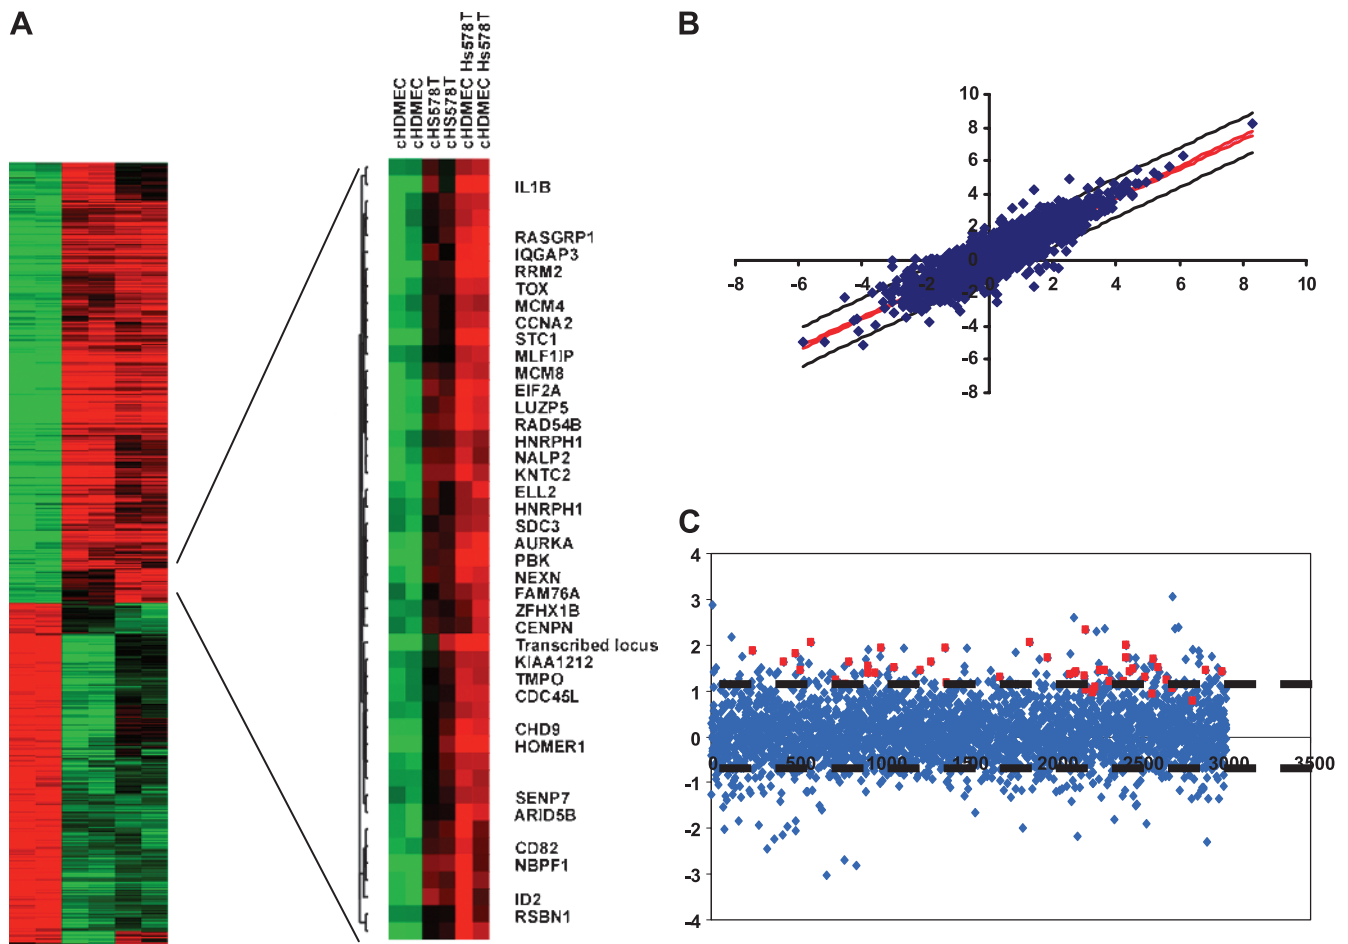 A
cHDMEC
cHDMEC
cHS578T
cHS578T
cHDMEC Hs578T
cHDMEC Hs578T
IL1B
RASGRP1
IQGAP3
RRM2
TOX
MCM4
CCNA2
STC1
MLF1IP
MCM8
EIF2A
LUZP5
RAD54B
HNRPH1
NALP2
KNTC2
ELL2
HNRPH1
SDC3
AURKA
PBK
NEXN
FAM76A
ZFHX1B
CENPN
Transcribed locus
KIAA1212
TMPO
CDC45L
CHD9
HOMER1
SENP7
ARID5B
CD82
NBPF1
ID2
RSBN1
B
10
8
6
4
2
0
-2
-4
-6
-8
-8
-6
-4
-2
0
2
4
6
8
10
C
4
3
2
1
0
-1
-2
-3
-4
0
500
1000
1500
2000
2500
3000
3500